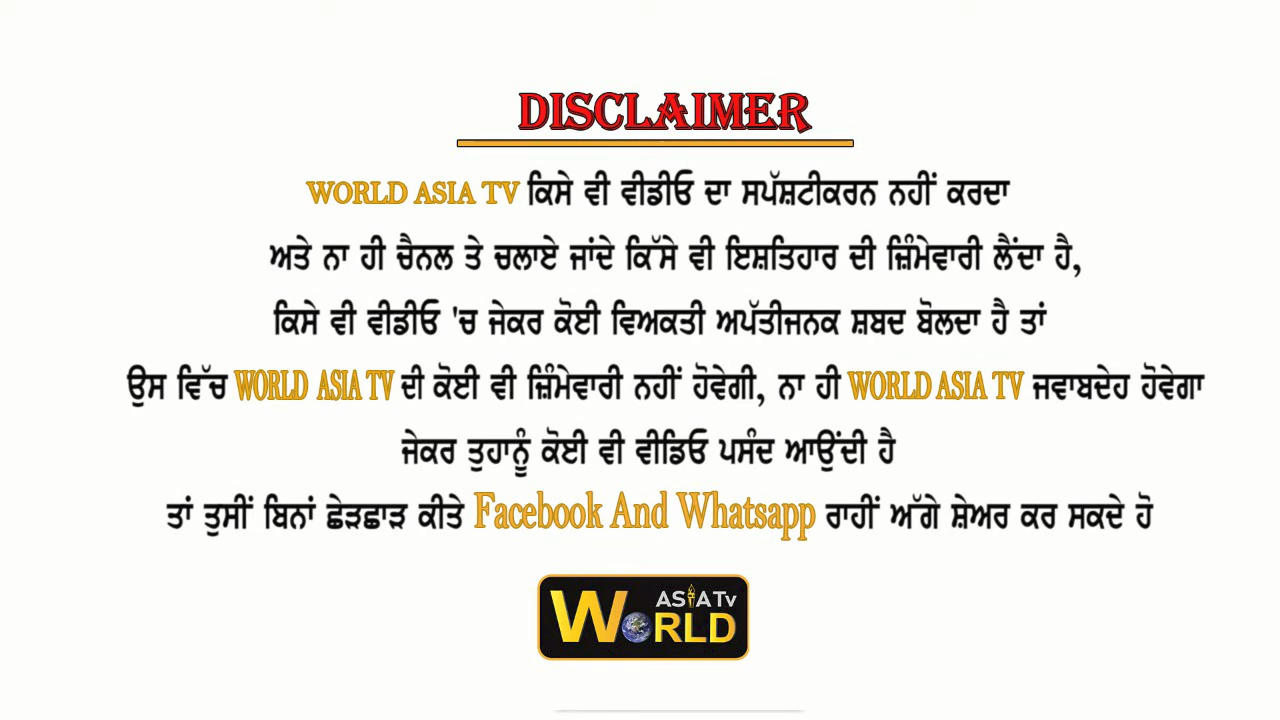 DISCLAIMER
WORLD ASIA TV ਕਿਸੇ ਵੀ ਵੀਡੀਓ ਦਾ ਸਪੱਸ਼ਟੀਕਰਨ ਨਹੀਂ ਕਰਦਾ
ਅਤੇ ਨਾ ਹੀ ਚੈਨਲ ਤੇ ਚਲਾਏ ਜਾਂਦੇ ਕਿੱਸੇ ਵੀ ਇਸ਼ਤਿਹਾਰ ਦੀ ਜ਼ਿੰਮੇਵਾਰੀ ਲੈਂਦਾ ਹੈ,
ਕਿਸੇ ਵੀ ਵੀਡੀਓ 'ਚ ਜੇਕਰ ਕੋਈ ਵਿਅਕਤੀ ਅਪੱਤੀਜਨਕ ਸ਼ਬਦ ਬੋਲਦਾ ਹੈ ਤਾਂ
ਉਸ ਵਿੱਚ WORLD ASIA TV ਦੀ ਕੋਈ ਵੀ ਜ਼ਿੰਮੇਵਾਰੀ ਨਹੀਂ ਹੋਵੇਗੀ, ਨਾ ਹੀ WORLD ASIA TV ਜਵਾਬਦੇਹ ਹੋਵੇਗਾ
ਜੇਕਰ ਤੁਹਾਨੂੰ ਕੋਈ ਵੀ ਵੀਡਿਓ ਪਸੰਦ ਆਉਂਦੀ ਹੈ
ਤਾਂ ਤੁਸੀਂ ਬਿਨਾਂ ਛੇੜਛਾੜ ਕੀਤੇ Facebook And Whatsapp ਰਾਹੀਂ ਅੱਗੇ ਸ਼ੇਅਰ ਕਰ ਸਕਦੇ ਹੋ
ASIA TV
WORLD